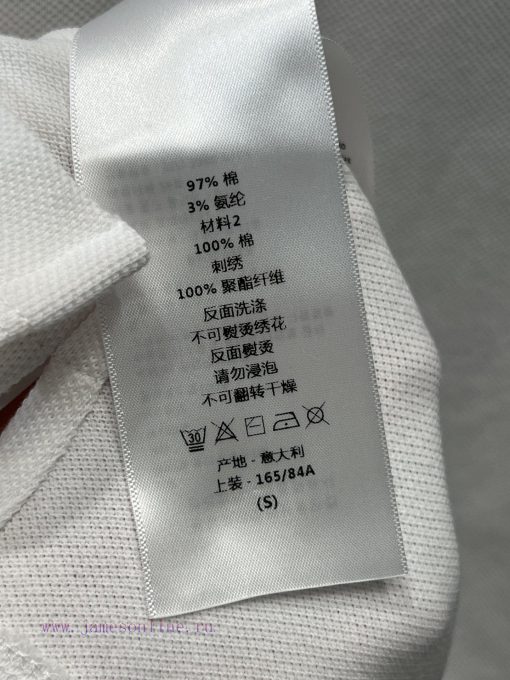 97% 棉
3% 氨纶
材料2
100% 棉
刺绣
100% 聚酯纤维
反面洗涤
不可熨烫绣花
反面熨烫
请勿浸泡
不可翻转干燥
30
产地 - 意大利
上装 - 165/84A
(S)
www.jamesonline.ru